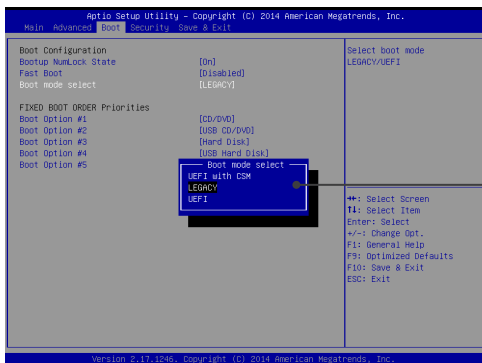 Aptio Setup Utility – Copyright (C) 2014 American Megatrends, Inc.
Main Advanced Boot Security Save & Exit
Boot Configuration
Bootup NumLock State [On]
Fast Boot [Disabled]
Boot mode select [LEGACY]
FIXED BOOT ORDER Priorities
Boot Option #1 [CD/DVD]
Boot Option #2 [USB CD/DVD]
Boot Option #3 [Hard Disk]
Boot Option #4 [USB Hard Disk]
Boot Option #5
Boot mode select
UEFI with CSM
LEGACY
UEFI
Select boot mode
LEGACY/UEFI
→←: Select Screen
↑↓: Select Item
Enter: Select
+/-: Change Opt.
F1: General Help
F9: Optimized Defaults
F10: Save & Exit
ESC: Exit
Version 2.17.1246. Copyright (C) 2014 American Megatrends, Inc.